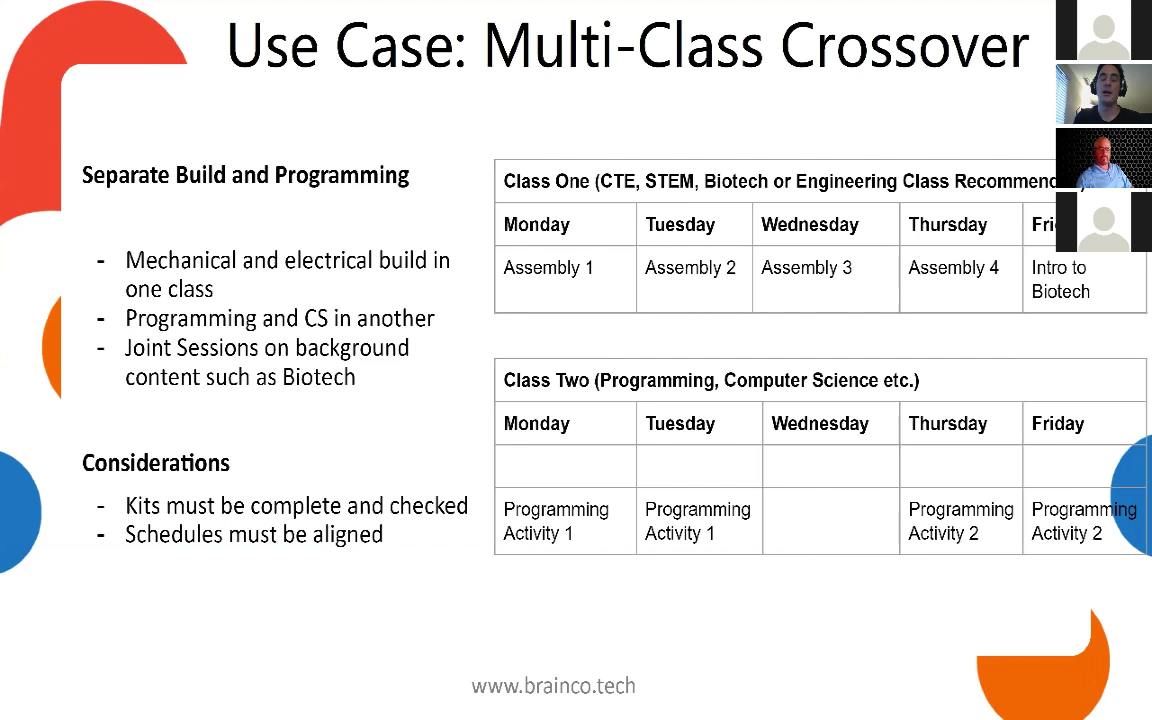 Use Case: Multi-Class Crossover
Separate Build and Programming
- Mechanical and electrical build in
one class
- Programming and CS in another
- Joint Sessions on background
content such as Biotech
Considerations
- Kits must be complete and checked
- Schedules must be aligned
Class One (CTE, STEM, Biotech or Engineering Class
Monday Tuesday Wednesday Thursday
Assembly 1 Assembly 2 Assembly 3 Assembly 4 Intro to
Biotech
Class Two (Programming, Computer Science etc.)
Monday Tuesday Wednesday Thursday Friday
Programming Programming Programming Programming
Activity 1 Activity 1 Activity 2 Activity 2
www.brainco.tech